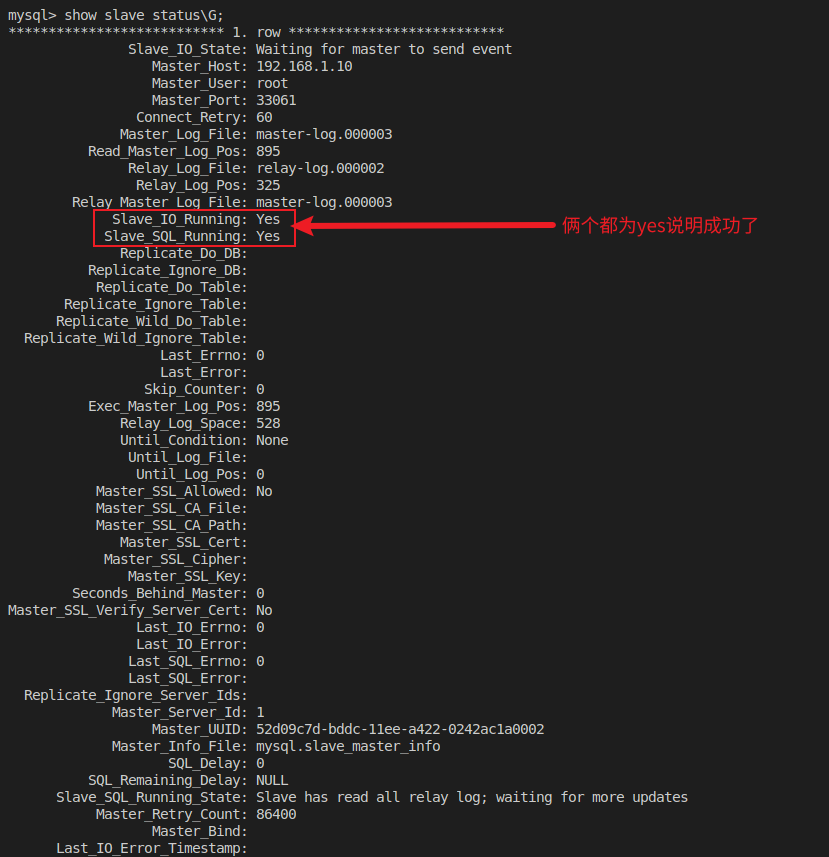 mysql> show slave status\G;
*************************** 1. row ***************************
Slave_IO_State: Waiting for master to send event
Master_Host: 192.168.1.10
Master_User: root
Master_Port: 33061
Connect_Retry: 60
Master_Log_File: master-log.000003
Read_Master_Log_Pos: 895
Relay_Log_File: relay-log.000002
Relay_Log_Pos: 325
Relay_Master_Log_File: master-log.000003
Slave_IO_Running: Yes
俩个都为yes说明成功了
Slave_SQL_Running: Yes
Replicate_Do_DB:
Replicate_Ignore_DB:
Replicate_Do_Table:
Replicate_Ignore_Table:
Replicate_Wild_Do_Table:
Replicate_Wild_Ignore_Table:
Last_Errno: 0
Last_Error:
Skip_Counter: 0
Exec_Master_Log_Pos: 895
Relay_Log_Space: 528
Until_Condition: None
Until_Log_File:
Until_Log_Pos: 0
Master_SSL_Allowed: No
Master_SSL_CA_File:
Master_SSL_CA_Path:
Master_SSL_Cert:
Master_SSL_Cipher:
Master_SSL_Key:
Seconds_Behind_Master: 0
Master_SSL_Verify_Server_Cert: No
Last_IO_Errno: 0
Last_IO_Error:
Last_SQL_Errno: 0
Last_SQL_Error:
Replicate_Ignore_Server_Ids:
Master_Server_Id: 1
Master_UUID: 52d09c7d-bddc-11ee-a422-0242ac1a0002
Master_Info_File: mysql.slave_master_info
SQL_Delay: 0
SQL_Remaining_Delay: NULL
Slave_SQL_Running_State: Slave has read all relay log; waiting for more updates
Master_Retry_Count: 86400
Master_Bind:
Last_IO_Error_Timestamp: